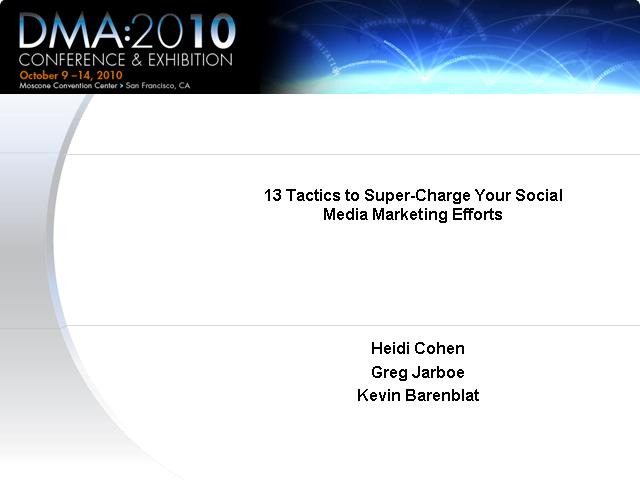 DMA:2010
CONFERENCE & EXHIBITION
October 9 –14, 2010
Moscone Convention Center > San Francisco, CA
13 Tactics to Super-Charge Your Social
Media Marketing Efforts
Heidi Cohen
Greg Jarboe
Kevin Barenblat